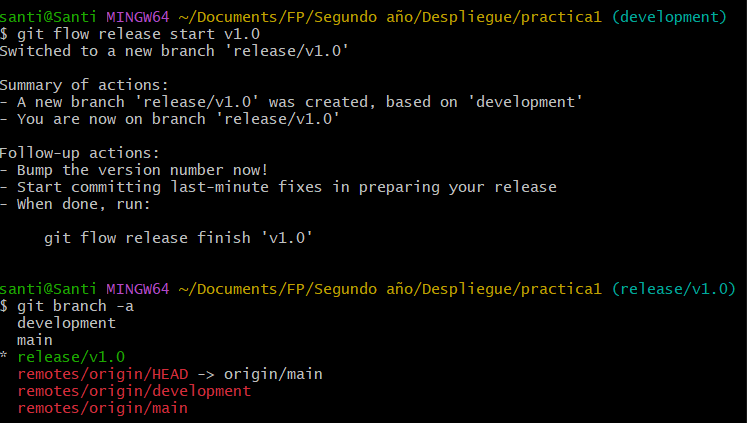 santi@Santi MINGW64 ~/Documents/FP/Segundo año/Despliegue/practica1 (development)
$ git flow release start v1.0
Switched to a new branch 'release/v1.0'

Summary of actions:
- A new branch 'release/v1.0' was created, based on 'development'
- You are now on branch 'release/v1.0'

Follow-up actions:
- Bump the version number now!
- Start committing last-minute fixes in preparing your release
- When done, run:

     git flow release finish 'v1.0'

santi@Santi MINGW64 ~/Documents/FP/Segundo año/Despliegue/practica1 (release/v1.0)
$ git branch -a
  development
  main
* release/v1.0
  remotes/origin/HEAD -> origin/main
  remotes/origin/development
  remotes/origin/main